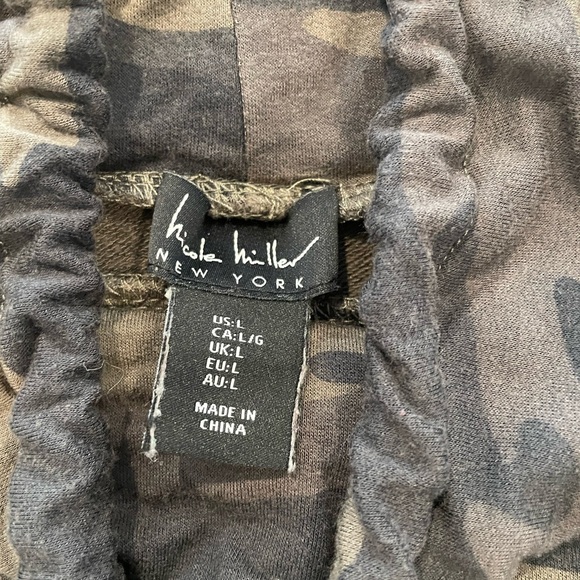 Nicole Miller
NEW YORK
US:L
CA:L/G
UK:L
EU:L
AU:L
MADE IN
CHINA